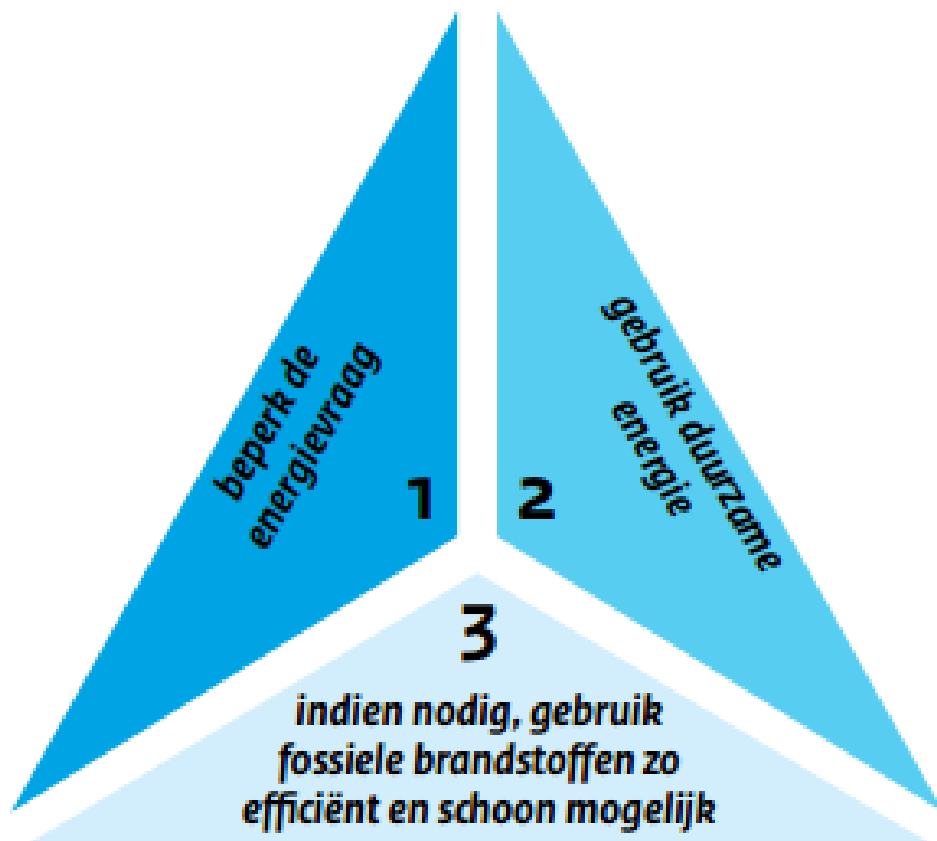 beperk de
energievraag
1
gebruik duurzame
energie
2
3
indien nodig, gebruik
fossiele brandstoffen zo
efficiënt en schoon mogelijk